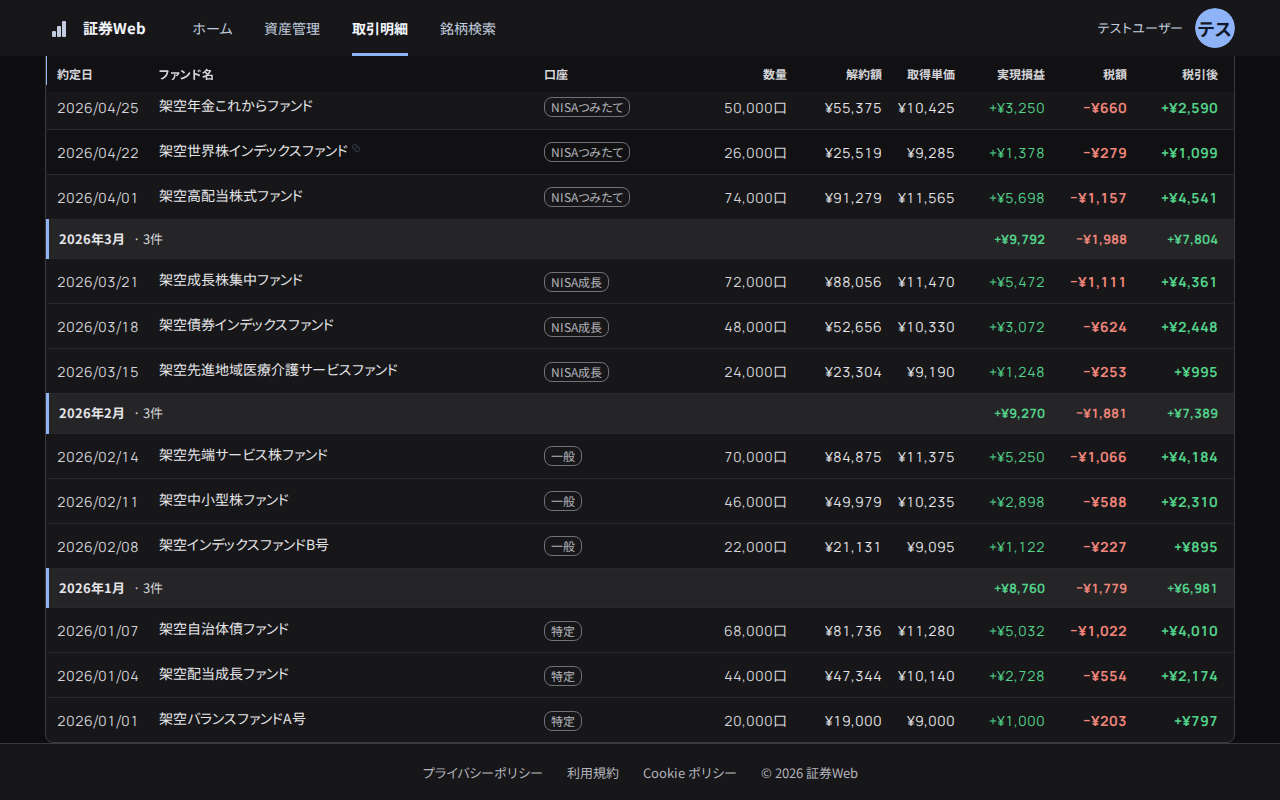 証券Web ホーム 資産管理 取引明細 銘柄検索 テストユーザー テス
約定日 ファンド名 口座 数量 解約額 取得単価 実現損益 税額 税引後
2026/04/25 架空年金これからファンド NISAつみたて 50,000口 ¥55,375 ¥10,425 +¥3,250 −¥660 +¥2,590
2026/04/22 架空世界株インデックスファンド NISAつみたて 26,000口 ¥25,519 ¥9,285 +¥1,378 −¥279 +¥1,099
2026/04/01 架空高配当株式ファンド NISAつみたて 74,000口 ¥91,279 ¥11,565 +¥5,698 −¥1,157 +¥4,541
2026年3月 · 3件 +¥9,792 −¥1,988 +¥7,804
2026/03/21 架空成長株集中ファンド NISA成長 72,000口 ¥88,056 ¥11,470 +¥5,472 −¥1,111 +¥4,361
2026/03/18 架空債券インデックスファンド NISA成長 48,000口 ¥52,656 ¥10,330 +¥3,072 −¥624 +¥2,448
2026/03/15 架空先進地域医療介護サービスファンド NISA成長 24,000口 ¥23,304 ¥9,190 +¥1,248 −¥253 +¥995
2026年2月 · 3件 +¥9,270 −¥1,881 +¥7,389
2026/02/14 架空先端サービス株ファンド 一般 70,000口 ¥84,875 ¥11,375 +¥5,250 −¥1,066 +¥4,184
2026/02/11 架空中小型株ファンド 一般 46,000口 ¥49,979 ¥10,235 +¥2,898 −¥588 +¥2,310
2026/02/08 架空インデックスファンドB号 一般 22,000口 ¥21,131 ¥9,095 +¥1,122 −¥227 +¥895
2026年1月 · 3件 +¥8,760 −¥1,779 +¥6,981
2026/01/07 架空自治体債ファンド 特定 68,000口 ¥81,736 ¥11,280 +¥5,032 −¥1,022 +¥4,010
2026/01/04 架空配当成長ファンド 特定 44,000口 ¥47,344 ¥10,140 +¥2,728 −¥554 +¥2,174
2026/01/01 架空バランスファンドA号 特定 20,000口 ¥19,000 ¥9,000 +¥1,000 −¥203 +¥797
プライバシーポリシー 利用規約 Cookie ポリシー © 2026 証券Web